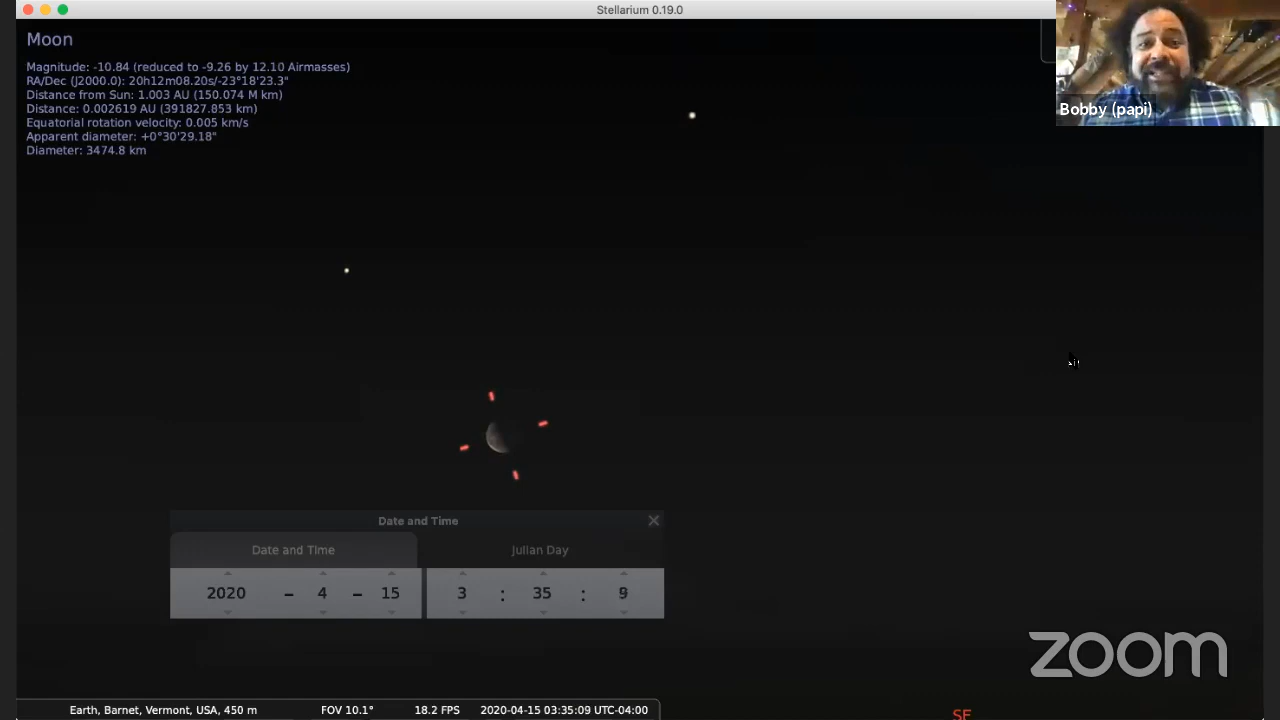 Stellarium 0.19.0
Moon
Magnitude: -10.84 (reduced to -9.26 by 12.10 Airmasses)
RA/Dec (J2000.0): 20h12m08.20s/-23°18'23.3"
Distance from Sun: 1.003 AU (150.074 M km)
Distance: 0.002619 AU (391827.853 km)
Equatorial rotation velocity: 0.005 km/s
Apparent diameter: +0°30'29.18"
Diameter: 3474.8 km
Bobby (papi)
Date and Time
Date and Time
Julian Day
2020 – 4 – 15
3 : 35 : 9
zoom
Earth, Barnet, Vermont, USA, 450 m
FOV 10.1°
18.2 FPS
2020-04-15 03:35:09 UTC-04:00
SE